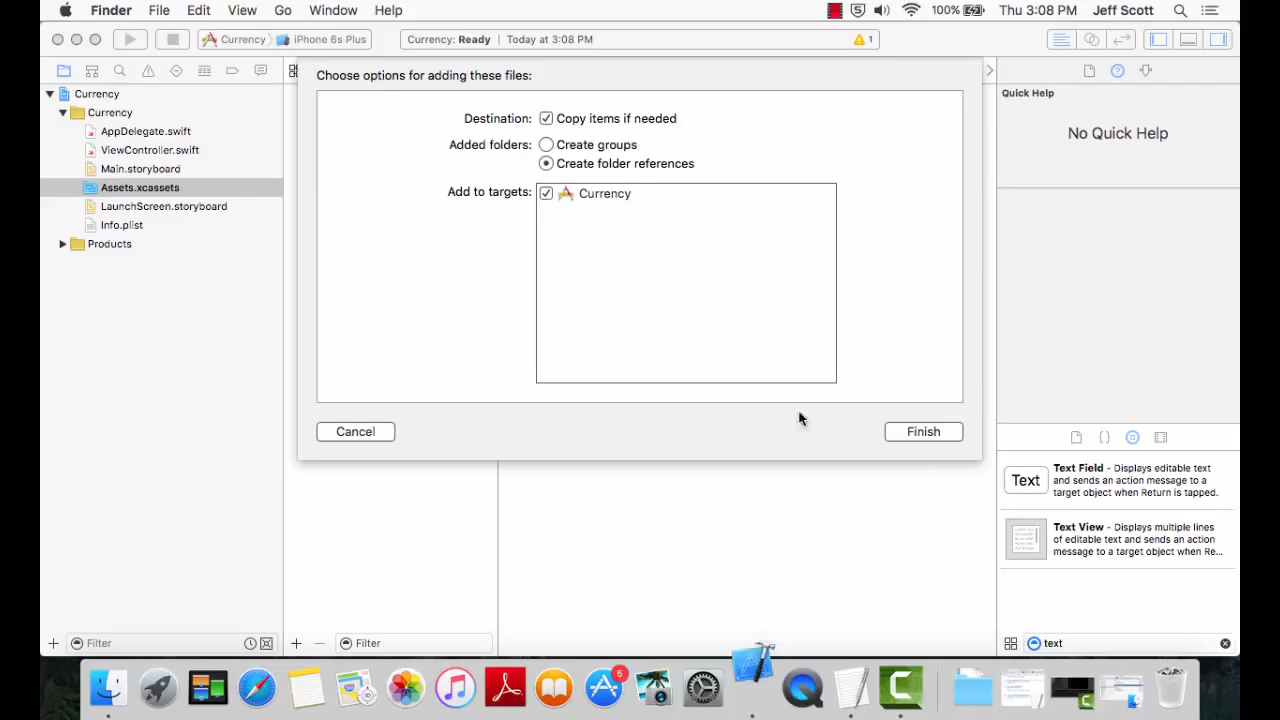 Finder File Edit View Go Window Help 100% Thu 3:08 PM Jeff Scott
Currency iPhone 6s Plus Currency: Ready Today at 3:08 PM 1
Choose options for adding these files:
Currency
Currency
AppDelegate.swift
ViewController.swift
Main.storyboard
Assets.xcassets
LaunchScreen.storyboard
Info.plist
Products
Destination: Copy items if needed
Added folders: Create groups
Create folder references
Add to targets: Currency
Cancel
Finish
Quick Help
No Quick Help
Text
Text Field - Displays editable text
and sends an action message to a
target object when Return is tapped.
Text View - Displays multiple lines
of editable text and sends an action
message to a target object when Re...
Filter
Filter
text
5